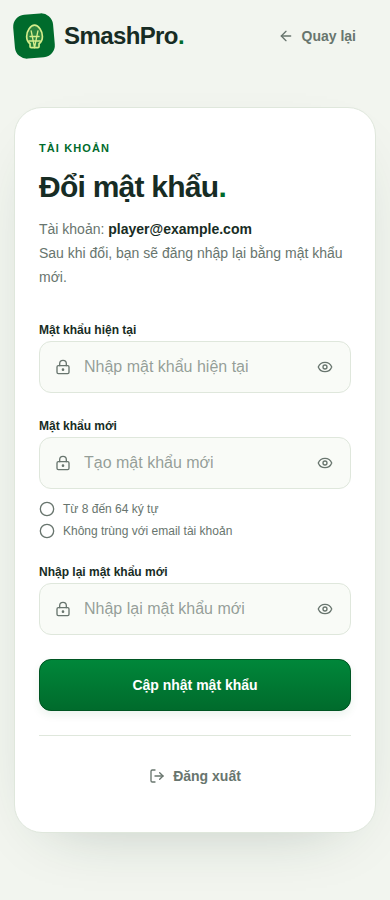 SmashPro.
Quay lại
TÀI KHOẢN
Đổi mật khẩu.
Tài khoản: player@example.com
Sau khi đổi, bạn sẽ đăng nhập lại bằng mật khẩu
mới.
Mật khẩu hiện tại
Nhập mật khẩu hiện tại
Mật khẩu mới
Tạo mật khẩu mới
Từ 8 đến 64 ký tự
Không trùng với email tài khoản
Nhập lại mật khẩu mới
Nhập lại mật khẩu mới
Cập nhật mật khẩu
Đăng xuất